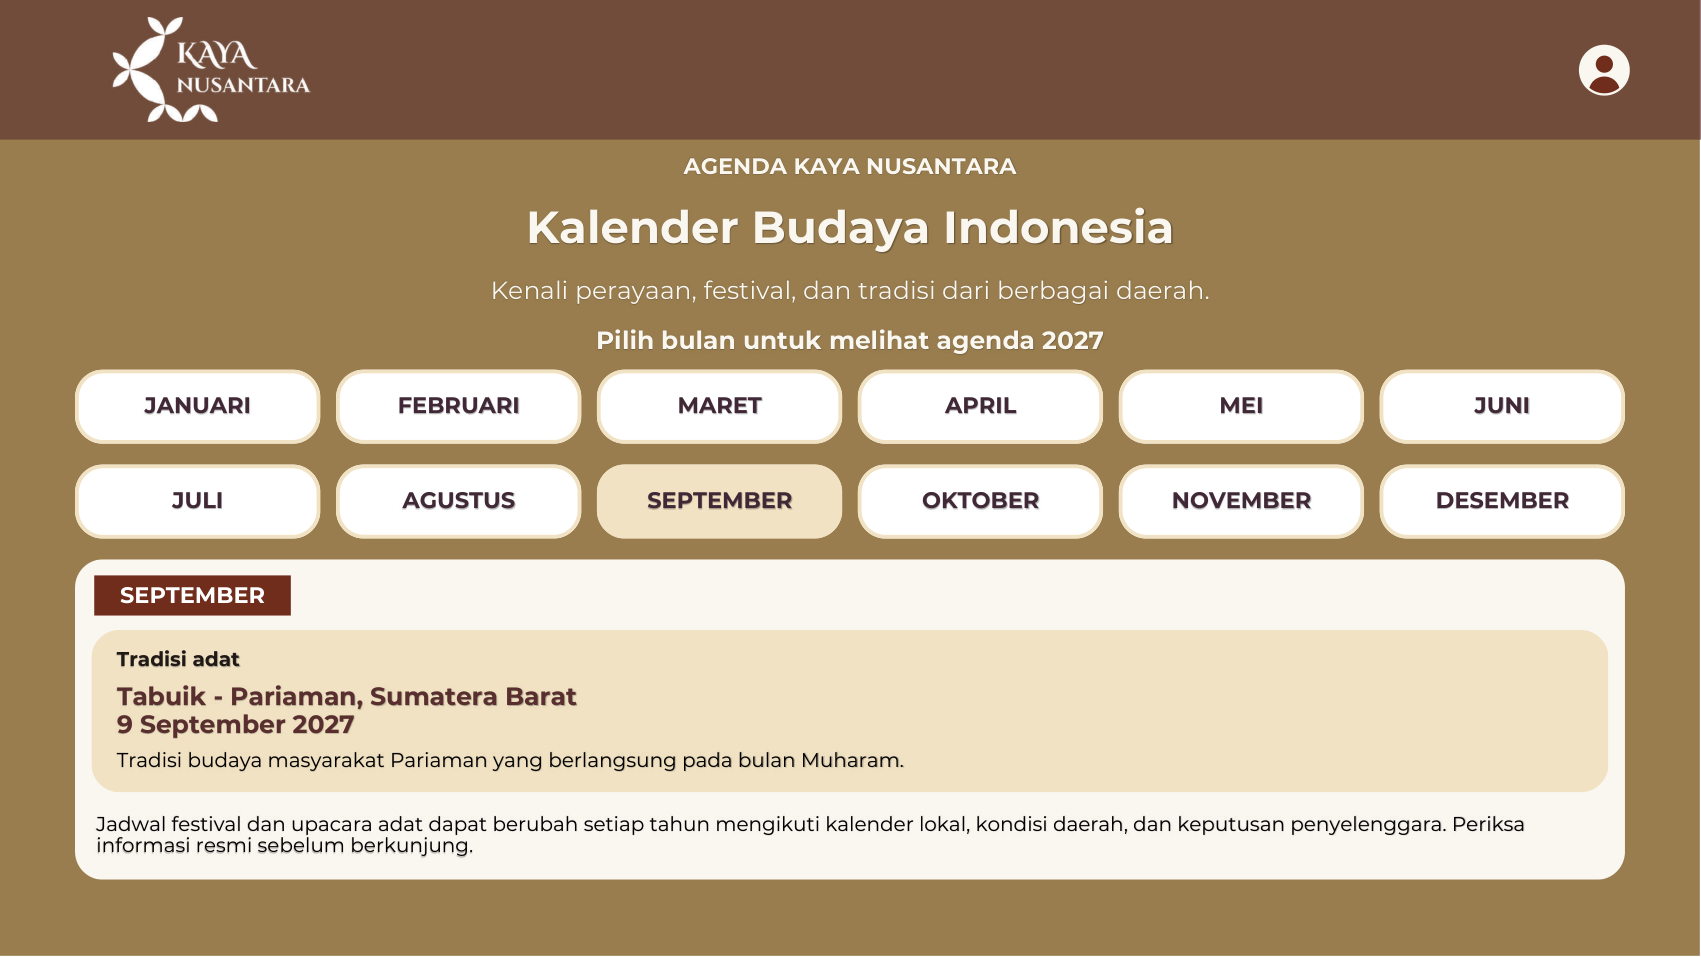 KAYA
NUSANTARA
AGENDA KAYA NUSANTARA
Kalender Budaya Indonesia
Kenali perayaan, festival, dan tradisi dari berbagai daerah.
Pilih bulan untuk melihat agenda 2027
JANUARI
FEBRUARI
MARET
APRIL
MEI
JUNI
JULI
AGUSTUS
SEPTEMBER
OKTOBER
NOVEMBER
DESEMBER
SEPTEMBER
Tradisi adat
Tabuik - Pariaman, Sumatera Barat
9 September 2027
Tradisi budaya masyarakat Pariaman yang berlangsung pada bulan Muharam.
Jadwal festival dan upacara adat dapat berubah setiap tahun mengikuti kalender lokal, kondisi daerah, dan keputusan penyelenggara. Periksa
informasi resmi sebelum berkunjung.